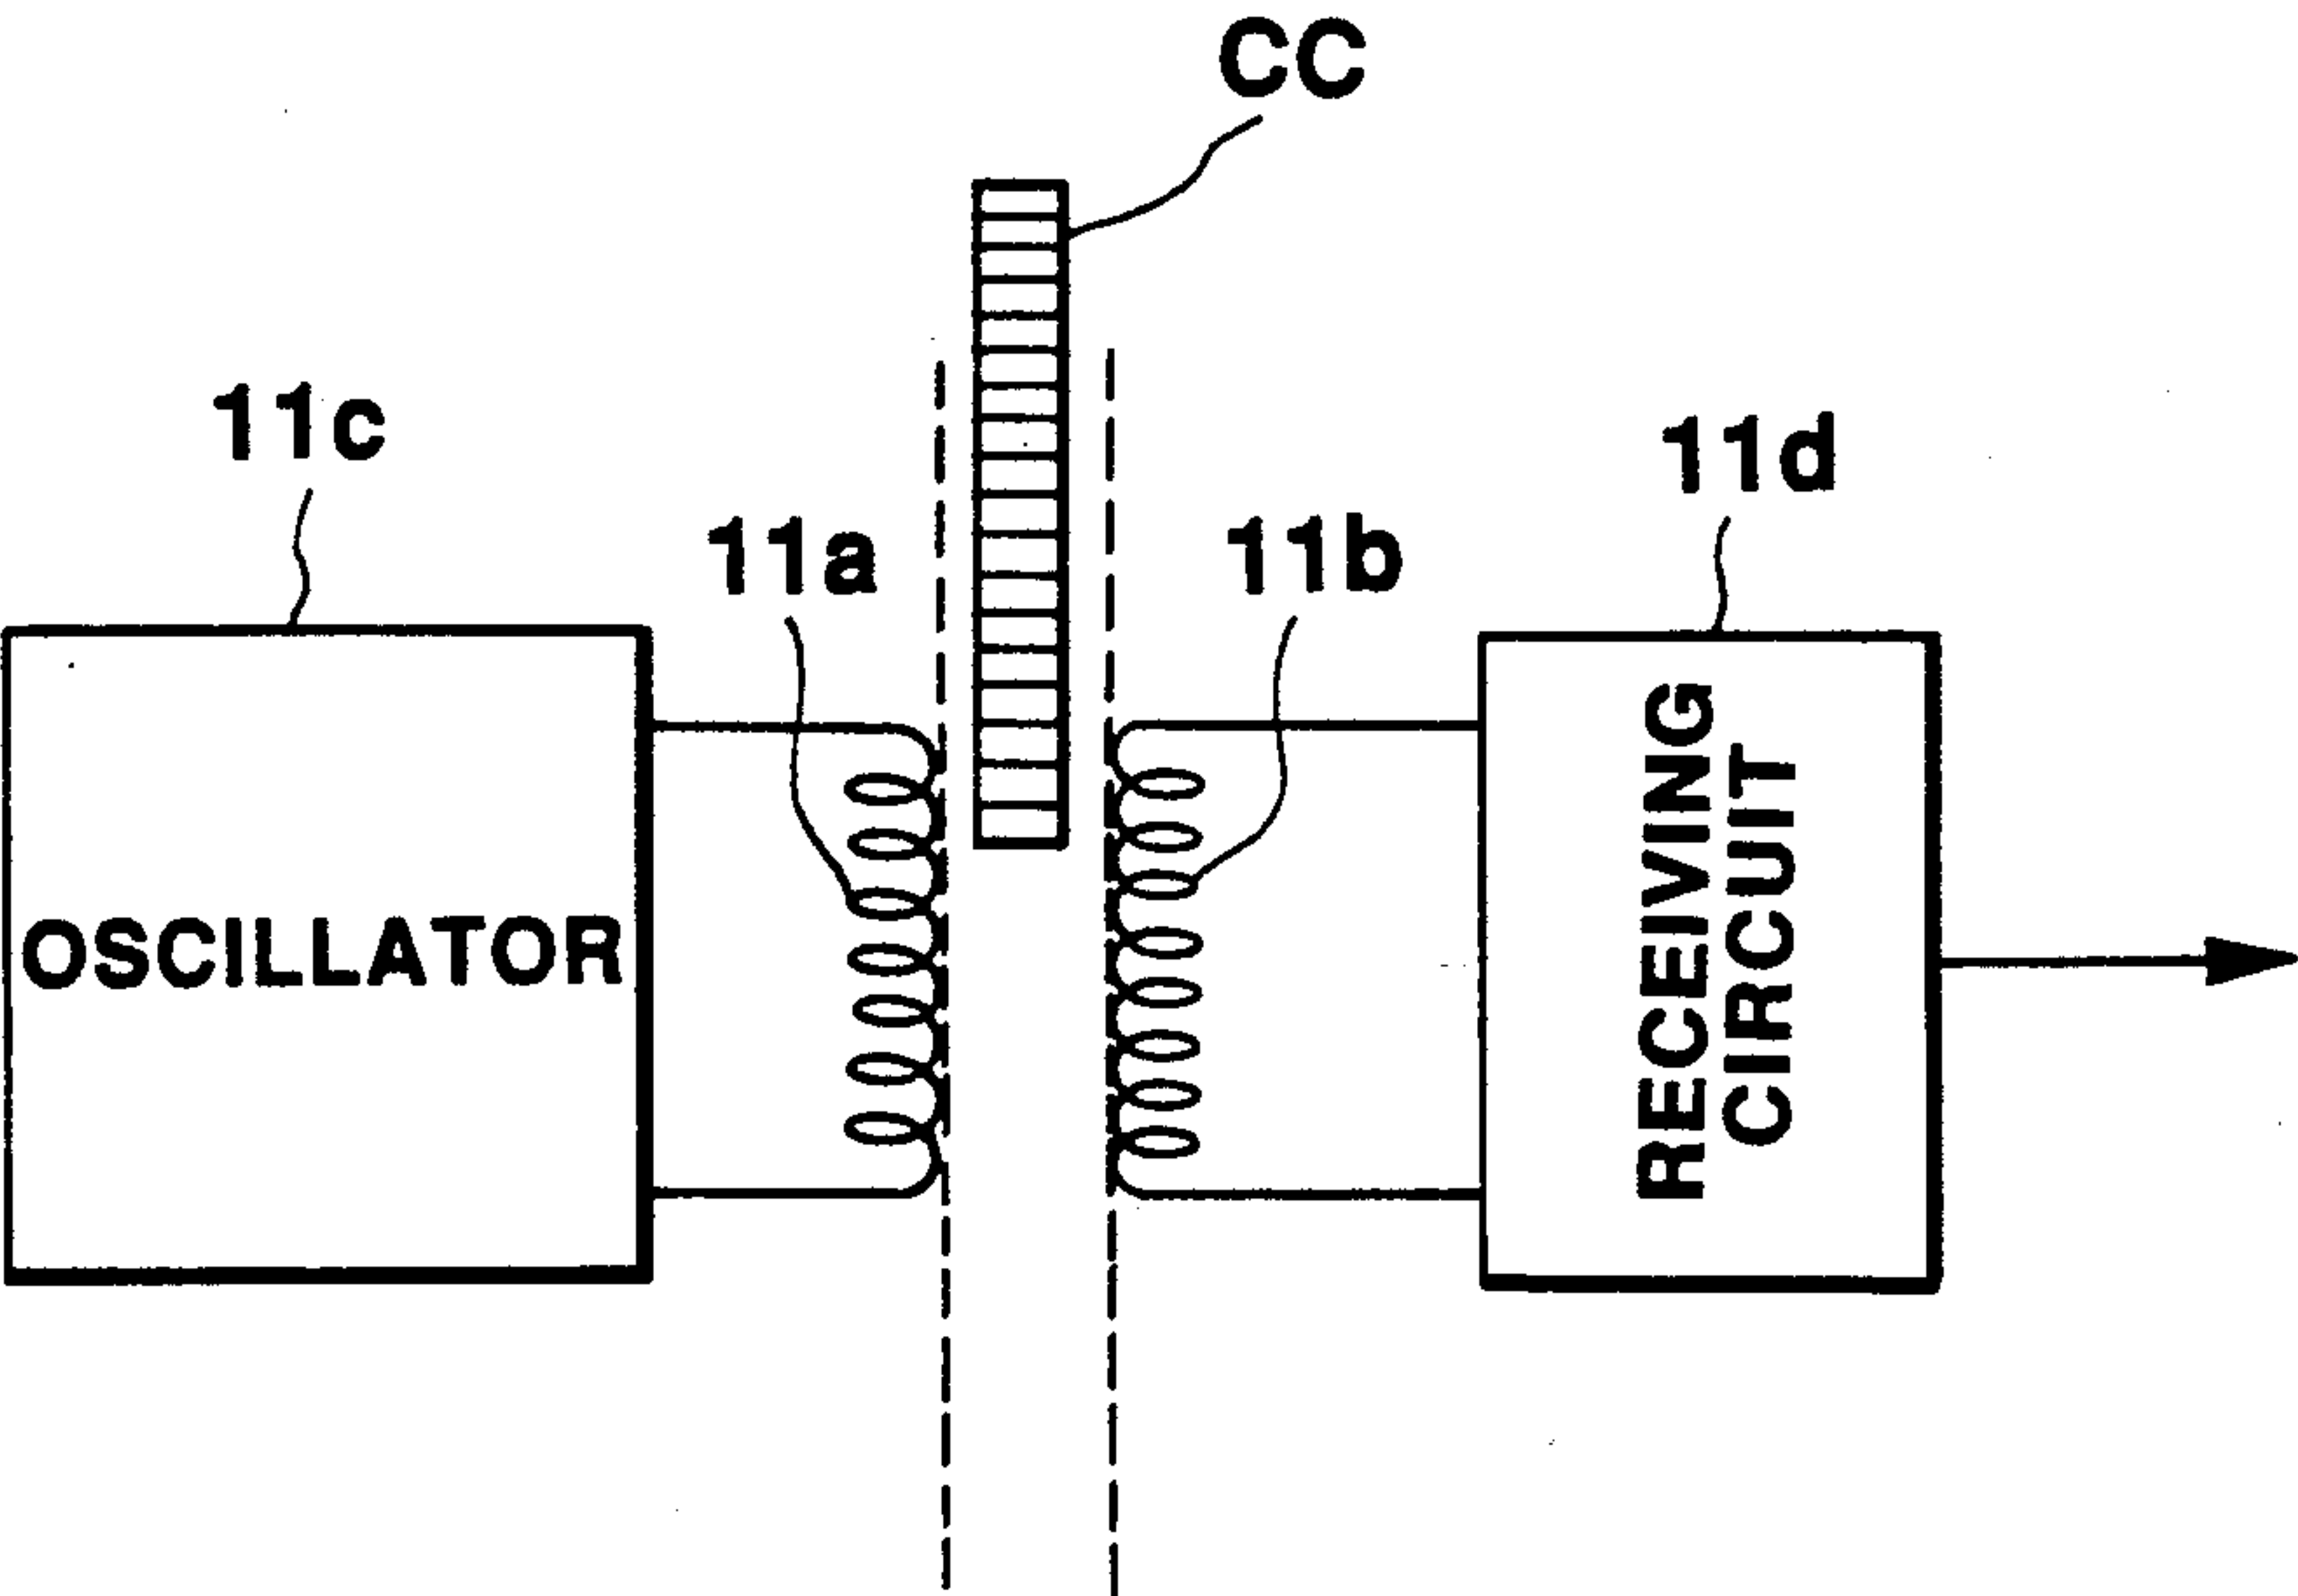 CC
11c
11d
11a
11b
OSCILLATOR
RECEIVING
CIRCUIT